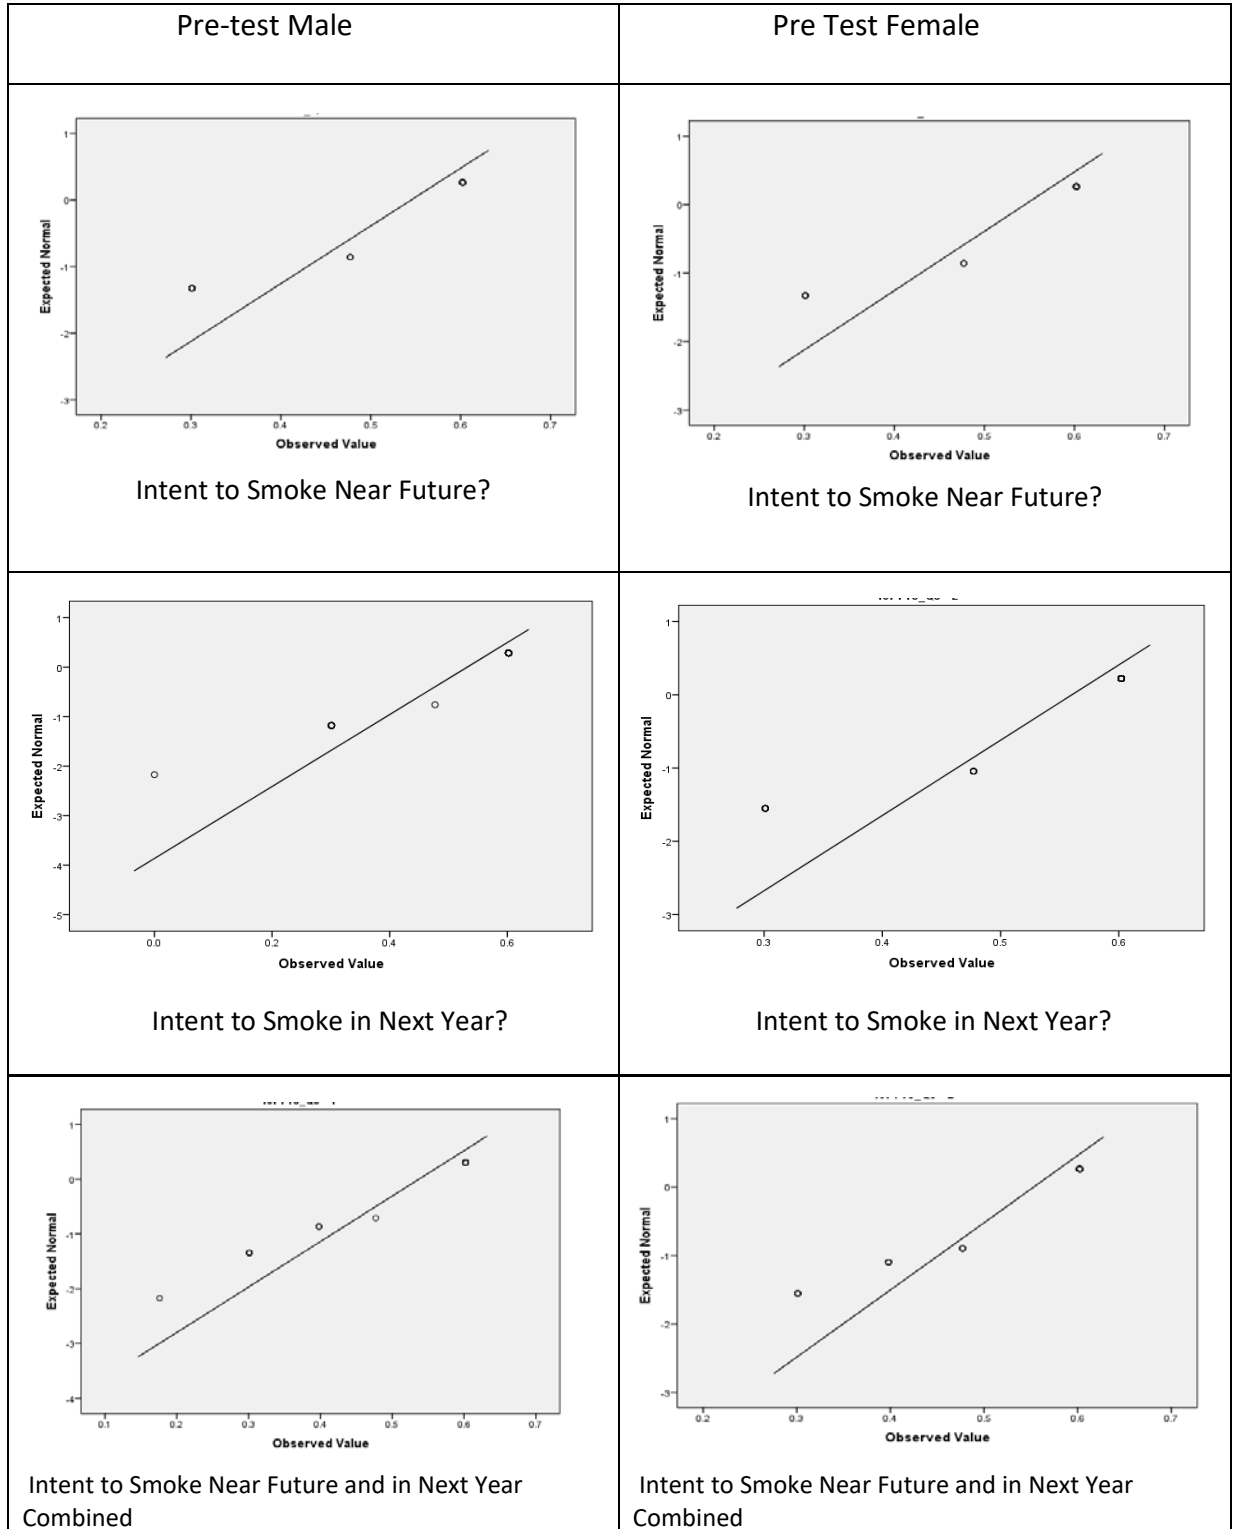 Pre-test Male
Pre Test Female
1
0
-1
-2
-3
Expected Normal
0.2 0.3 0.4 0.5 0.6 0.7
Observed Value
Intent to Smoke Near Future?
1
0
-1
-2
-3
Expected Normal
0.2 0.3 0.4 0.5 0.6 0.7
Observed Value
Intent to Smoke Near Future?
1
0
-1
-2
-3
-4
-5
Expected Normal
0.0 0.2 0.4 0.6
Observed Value
Intent to Smoke in Next Year?
1
0
-1
-2
-3
Expected Normal
0.3 0.4 0.5 0.6
Observed Value
Intent to Smoke in Next Year?
1
0
-1
-2
-3
-4
Expected Normal
0.1 0.2 0.3 0.4 0.5 0.6 0.7
Observed Value
Intent to Smoke Near Future and in Next Year
Combined
1
0
-1
-2
-3
Expected Normal
0.2 0.3 0.4 0.5 0.6 0.7
Observed Value
Intent to Smoke Near Future and in Next Year
Combined